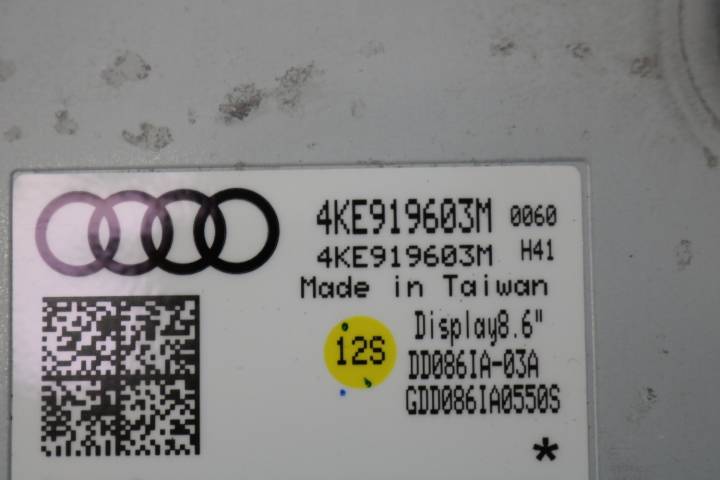 4KE919603M 0060
4KE919603M H41
Made in Taiwan
Display8.6"
12S
DD086IA-03A
GDD086IA0550S
*